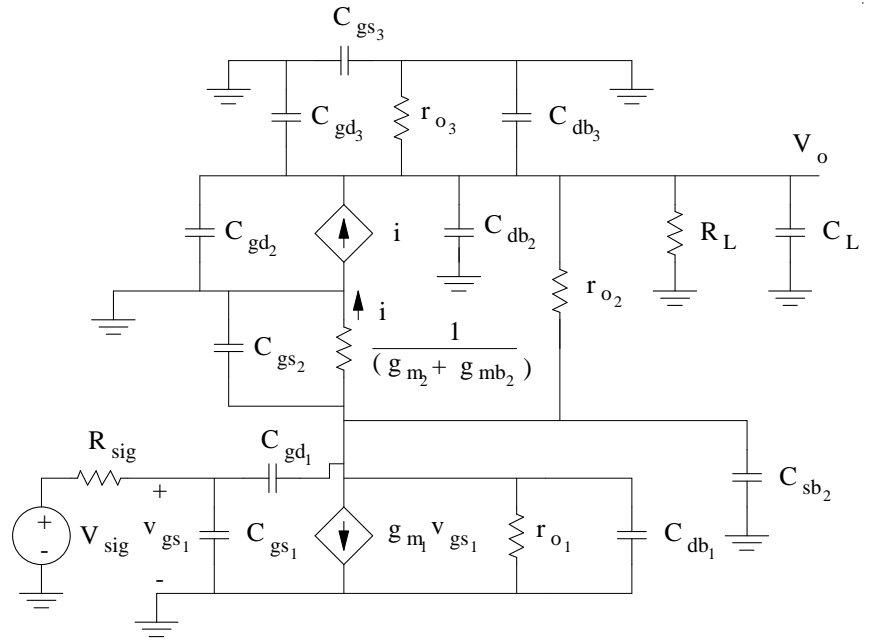 C gs3
C gd3
r o3
C db3
V o
C gd2
i
C db2
R L
C L
r o2
i
1
C gs2
( g m2 + g mb2 )
C gd1
R sig
+
C sb2
+
-
V sig
v gs1
C gs1
g m1 v gs1
r o1
C db1
-